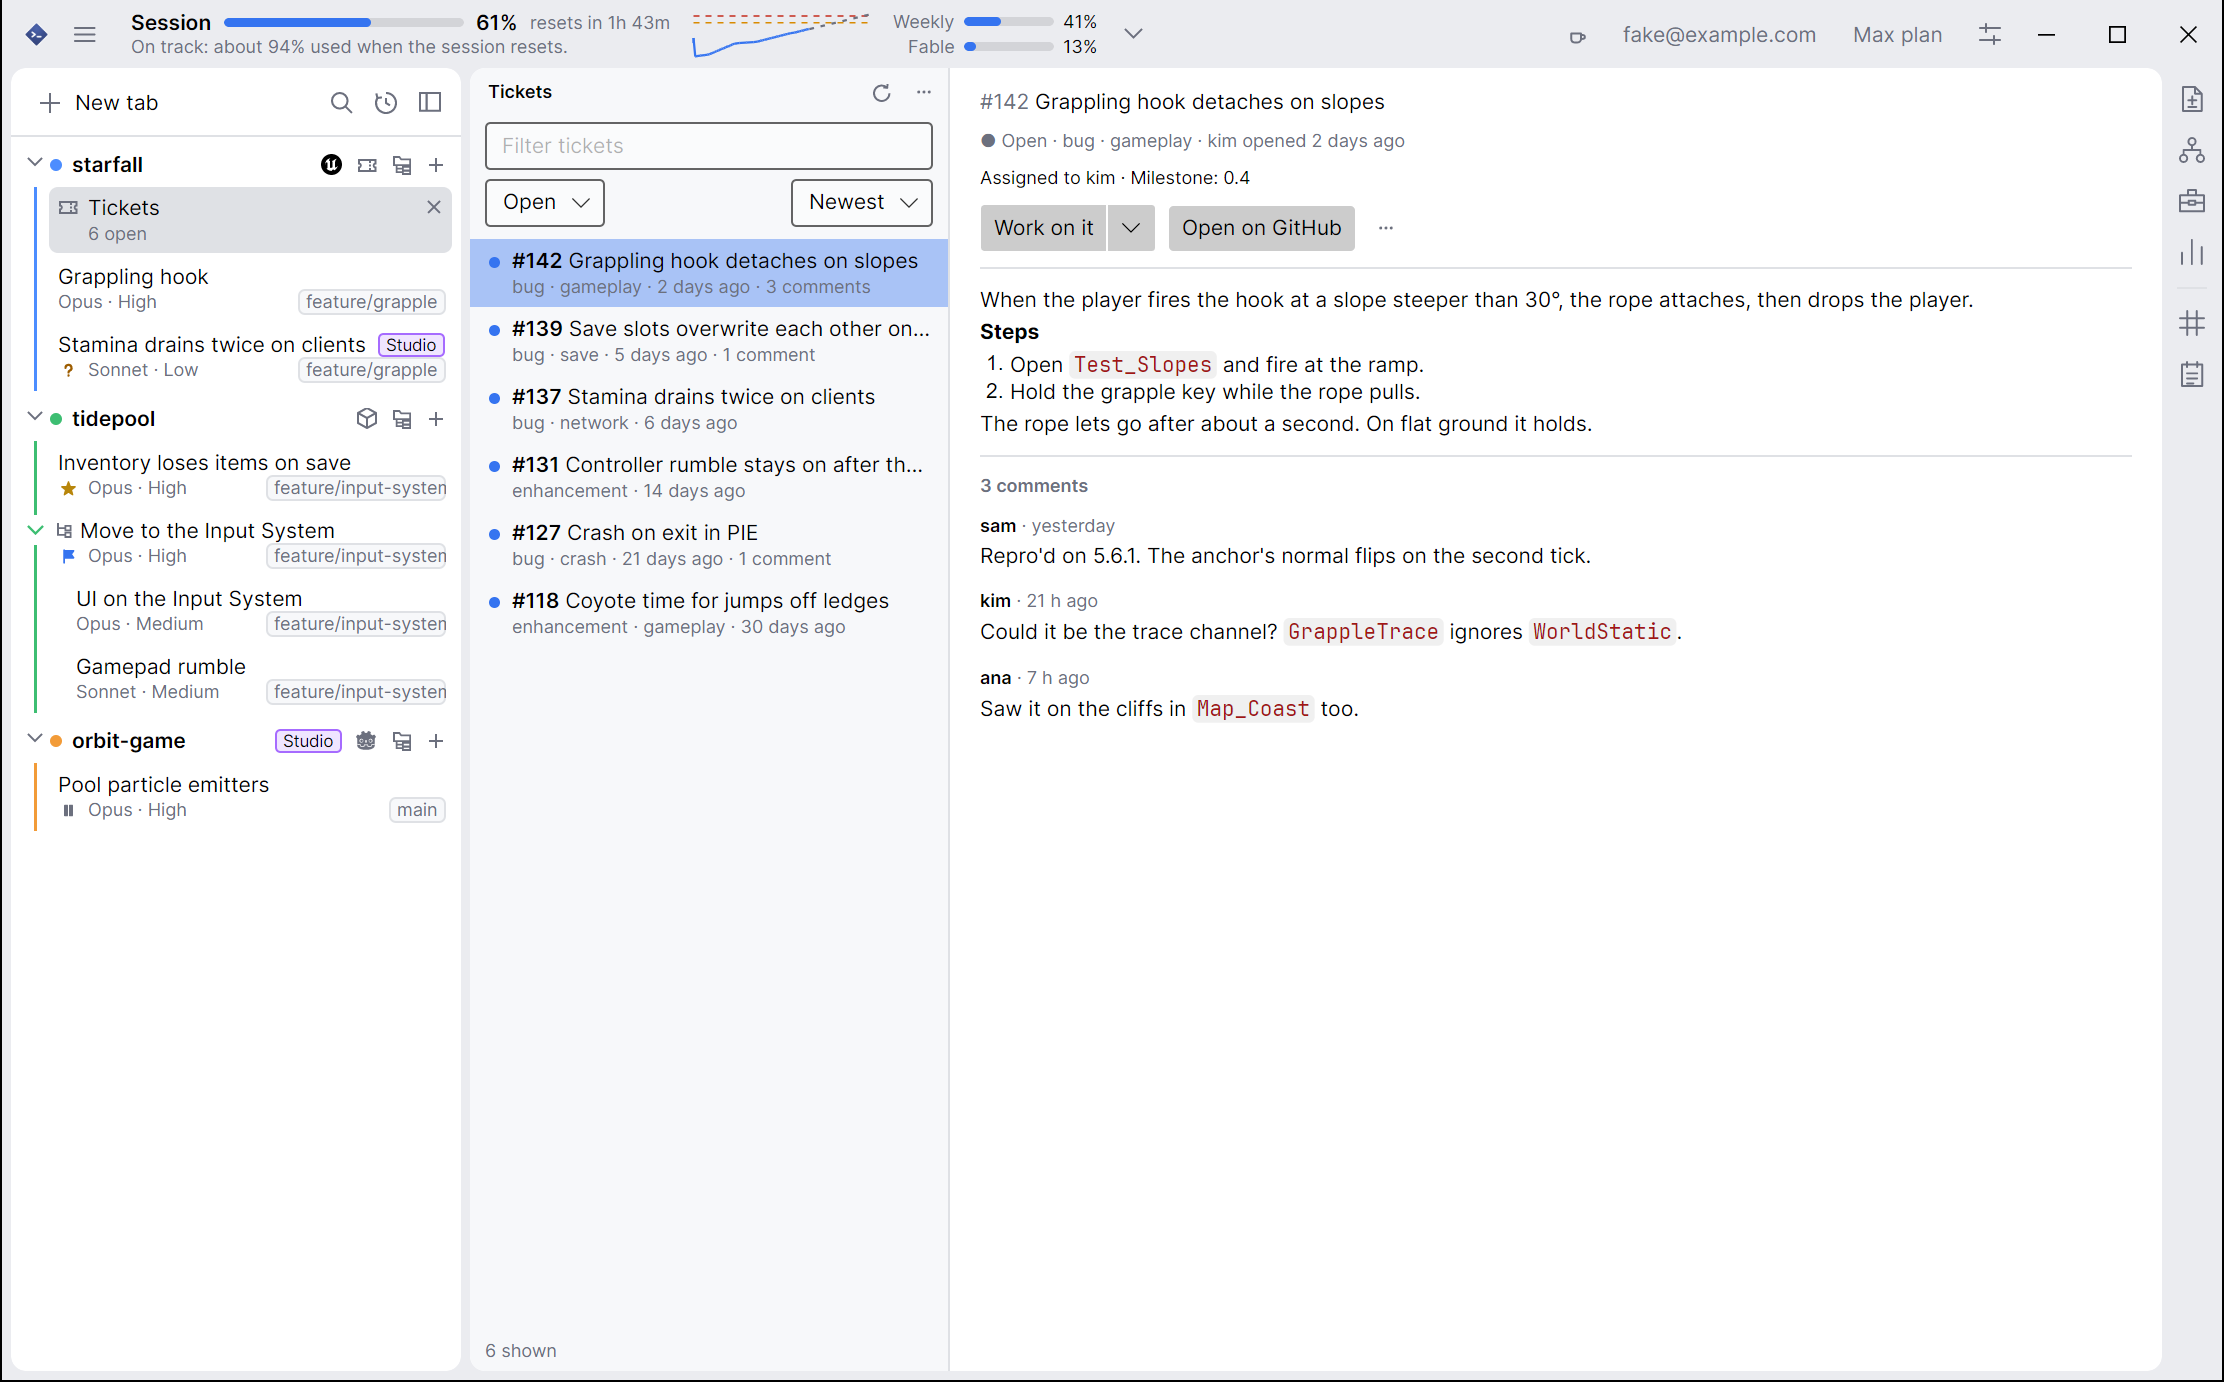 Session 61% resets in 1h 43m
On track: about 94% used when the session resets.
Weekly 41%
Fable 13%
fake@example.com Max plan
New tab
starfall
Tickets
6 open
Grappling hook
Opus · High feature/grapple
Stamina drains twice on clients Studio
? Sonnet · Low feature/grapple
tidepool
Inventory loses items on save
Opus · High feature/input-system
Move to the Input System
Opus · High feature/input-system
UI on the Input System
Opus · Medium feature/input-system
Gamepad rumble
Sonnet · Medium feature/input-system
orbit-game Studio
Pool particle emitters
Opus · High main
Tickets
Filter tickets
Open Newest
#142 Grappling hook detaches on slopes
bug · gameplay · 2 days ago · 3 comments
#139 Save slots overwrite each other on...
bug · save · 5 days ago · 1 comment
#137 Stamina drains twice on clients
bug · network · 6 days ago
#131 Controller rumble stays on after th...
enhancement · 14 days ago
#127 Crash on exit in PIE
bug · crash · 21 days ago · 1 comment
#118 Coyote time for jumps off ledges
enhancement · gameplay · 30 days ago
6 shown
#142 Grappling hook detaches on slopes
Open · bug · gameplay · kim opened 2 days ago
Assigned to kim · Milestone: 0.4
Work on it Open on GitHub
When the player fires the hook at a slope steeper than 30°, the rope attaches, then drops the player.
Steps
1. Open Test_Slopes and fire at the ramp.
2. Hold the grapple key while the rope pulls.
The rope lets go after about a second. On flat ground it holds.
3 comments
sam · yesterday
Repro'd on 5.6.1. The anchor's normal flips on the second tick.
kim · 21 h ago
Could it be the trace channel? GrappleTrace ignores WorldStatic.
ana · 7 h ago
Saw it on the cliffs in Map_Coast too.